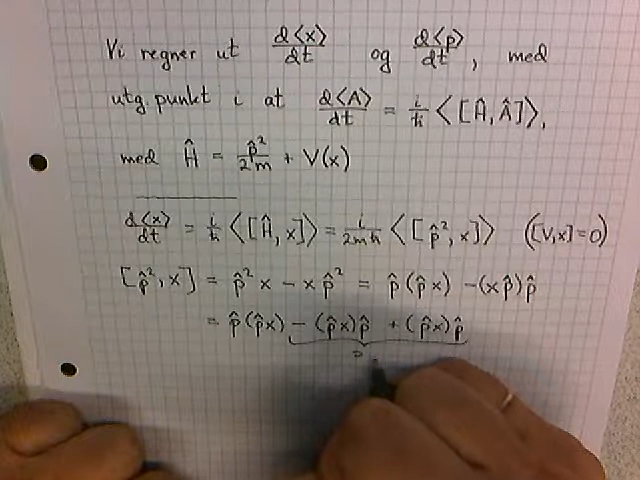 Vi regner ut d<x>/dt og d<p>/dt, med
utg.punkt i at d<A>/dt = i/ħ <[Ĥ, Â]>,
med Ĥ = p̂²/2m + V(x)
d<x>/dt = i/ħ <[Ĥ, x]> = i/2mħ <[p̂², x]> ([V,x]=0)
[p̂², x] = p̂²x − xp̂² = p̂(p̂x) − (xp̂)p̂
= p̂(p̂x) − (p̂x)p̂ + (p̂x)p̂